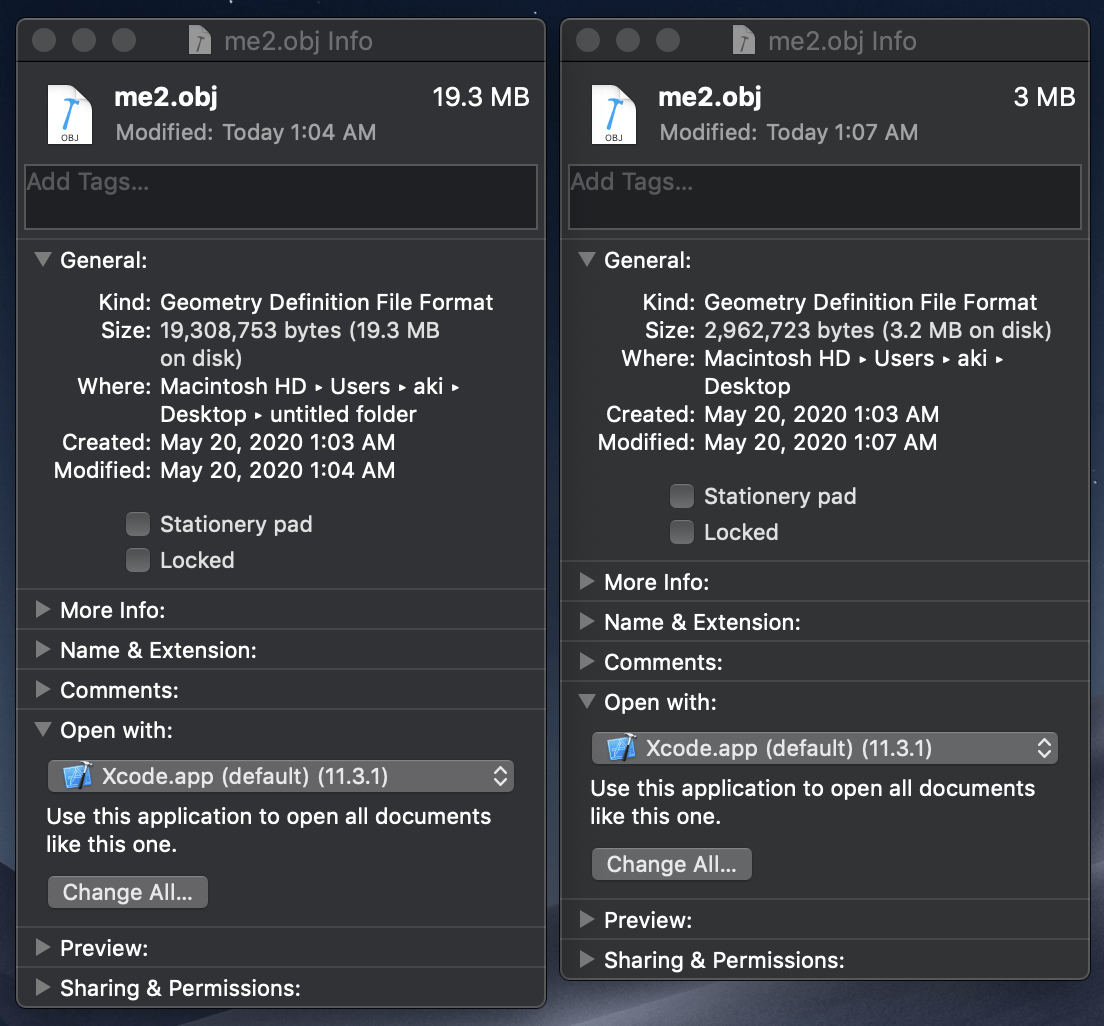 me2.obj Info
OBJ
me2.obj
19.3 MB
Modified: Today 1:04 AM
Add Tags...
General:
Kind: Geometry Definition File Format
Size: 19,308,753 bytes (19.3 MB
on disk)
Where: Macintosh HD ▸ Users ▸ aki ▸
Desktop ▸ untitled folder
Created: May 20, 2020 1:03 AM
Modified: May 20, 2020 1:04 AM
Stationery pad
Locked
More Info:
Name & Extension:
Comments:
Open with:
Xcode.app (default) (11.3.1)
Use this application to open all documents
like this one.
Change All...
Preview:
Sharing & Permissions:
me2.obj Info
OBJ
me2.obj
3 MB
Modified: Today 1:07 AM
Add Tags...
General:
Kind: Geometry Definition File Format
Size: 2,962,723 bytes (3.2 MB on disk)
Where: Macintosh HD ▸ Users ▸ aki ▸
Desktop
Created: May 20, 2020 1:03 AM
Modified: May 20, 2020 1:07 AM
Stationery pad
Locked
More Info:
Name & Extension:
Comments:
Open with:
Xcode.app (default) (11.3.1)
Use this application to open all documents
like this one.
Change All...
Preview:
Sharing & Permissions: